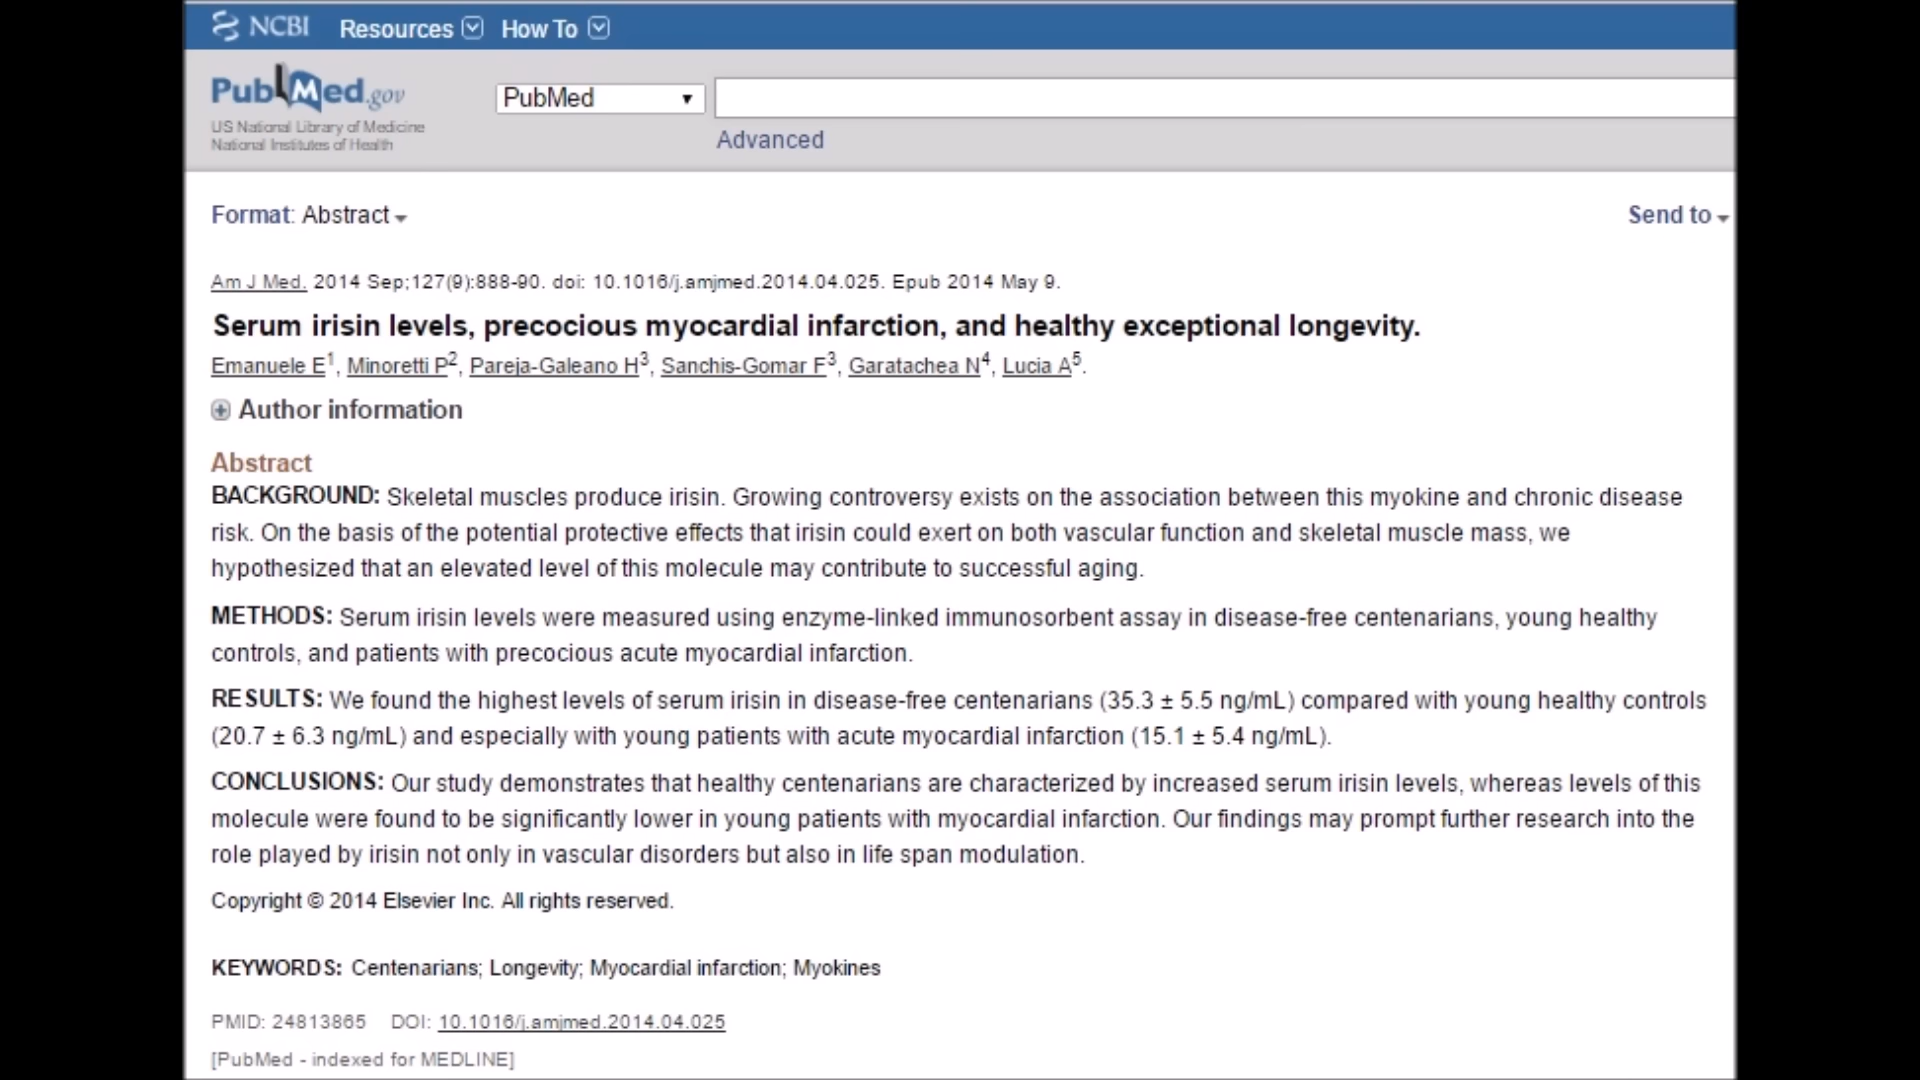 NCBI Resources How To
PubMed.gov
US National Library of Medicine
National Institutes of Health
PubMed
Advanced
Format: Abstract
Send to
Am J Med. 2014 Sep;127(9):888-90. doi: 10.1016/j.amjmed.2014.04.025. Epub 2014 May 9.
Serum irisin levels, precocious myocardial infarction, and healthy exceptional longevity.
Emanuele E1, Minoretti P2, Pareja-Galeano H3, Sanchis-Gomar F3, Garatachea N4, Lucia A5.
Author information
Abstract
BACKGROUND: Skeletal muscles produce irisin. Growing controversy exists on the association between this myokine and chronic disease
risk. On the basis of the potential protective effects that irisin could exert on both vascular function and skeletal muscle mass, we
hypothesized that an elevated level of this molecule may contribute to successful aging.
METHODS: Serum irisin levels were measured using enzyme-linked immunosorbent assay in disease-free centenarians, young healthy
controls, and patients with precocious acute myocardial infarction.
RESULTS: We found the highest levels of serum irisin in disease-free centenarians (35.3 ± 5.5 ng/mL) compared with young healthy controls
(20.7 ± 6.3 ng/mL) and especially with young patients with acute myocardial infarction (15.1 ± 5.4 ng/mL).
CONCLUSIONS: Our study demonstrates that healthy centenarians are characterized by increased serum irisin levels, whereas levels of this
molecule were found to be significantly lower in young patients with myocardial infarction. Our findings may prompt further research into the
role played by irisin not only in vascular disorders but also in life span modulation.
Copyright © 2014 Elsevier Inc. All rights reserved.
KEYWORDS: Centenarians; Longevity; Myocardial infarction; Myokines
PMID: 24813865 DOI: 10.1016/j.amjmed.2014.04.025
[PubMed - indexed for MEDLINE]